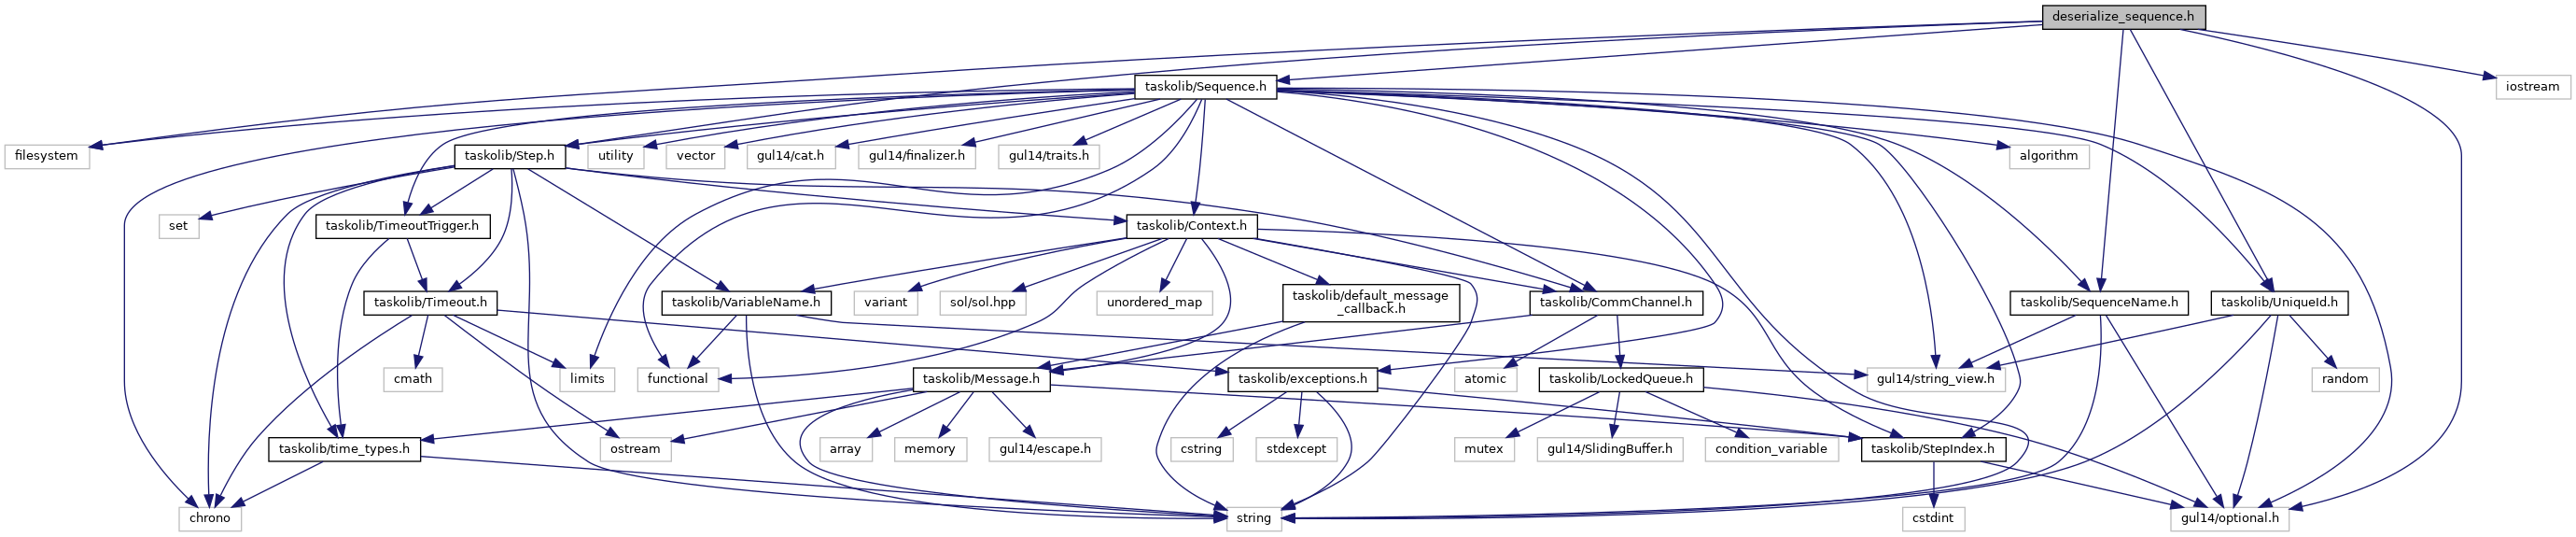 deserialize_sequence.h
taskolib/Sequence.h
iostream
filesystem
taskolib/Step.h
utility
vector
gul14/cat.h
gul14/finalizer.h
gul14/traits.h
algorithm
set
taskolib/TimeoutTrigger.h
taskolib/Context.h
taskolib/Timeout.h
taskolib/VariableName.h
variant
sol/sol.hpp
unordered_map
taskolib/default_message
_callback.h
taskolib/CommChannel.h
taskolib/SequenceName.h
taskolib/UniqueId.h
cmath
limits
functional
taskolib/Message.h
taskolib/exceptions.h
atomic
taskolib/LockedQueue.h
gul14/string_view.h
random
taskolib/time_types.h
ostream
array
memory
gul14/escape.h
cstring
stdexcept
mutex
gul14/SlidingBuffer.h
condition_variable
taskolib/StepIndex.h
chrono
string
cstdint
gul14/optional.h